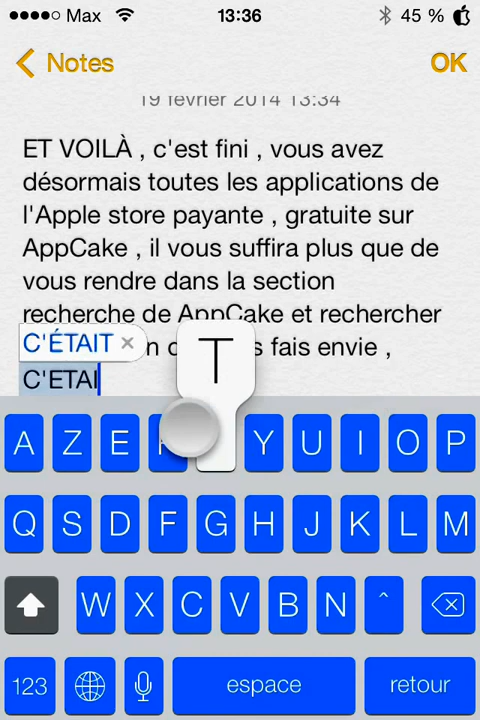 Max 13:36 45 %
Notes OK
19 février 2014 13:34
ET VOILÀ , c'est fini , vous avez
désormais toutes les applications de
l'Apple store payante , gratuite sur
AppCake , il vous suffira plus que de
vous rendre dans la section
recherche de AppCake et rechercher
s fais envie ,
C'ÉTAIT ×
C'ETAI
T
A Z E Y U I O P
Q S D F G H J K L M
W X C V B N ^
123 espace retour